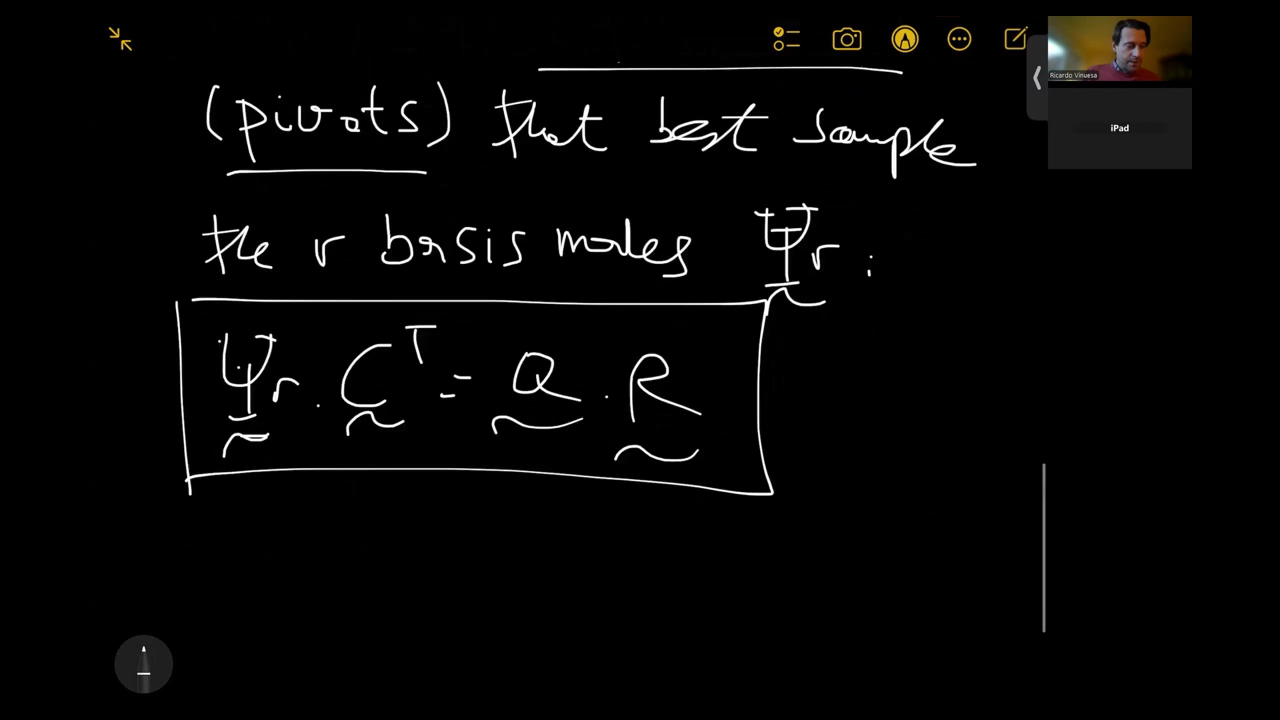 (pivots) that best sample
the r basis modes Ψr :
Ψr · C^T = Q · R
Ricardo Vinuesa
iPad